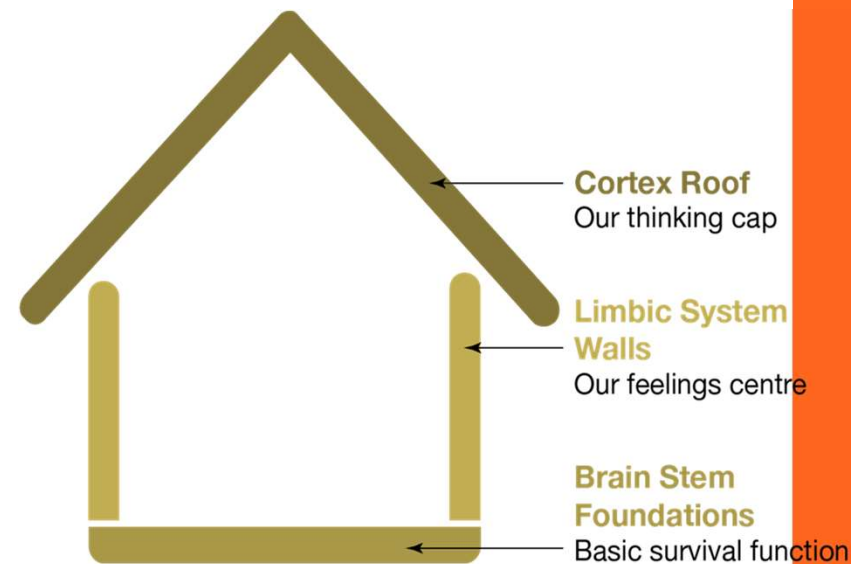 Cortex Roof
Our thinking cap
Limbic System
Walls
Our feelings centre
Brain Stem
Foundations
Basic survival function